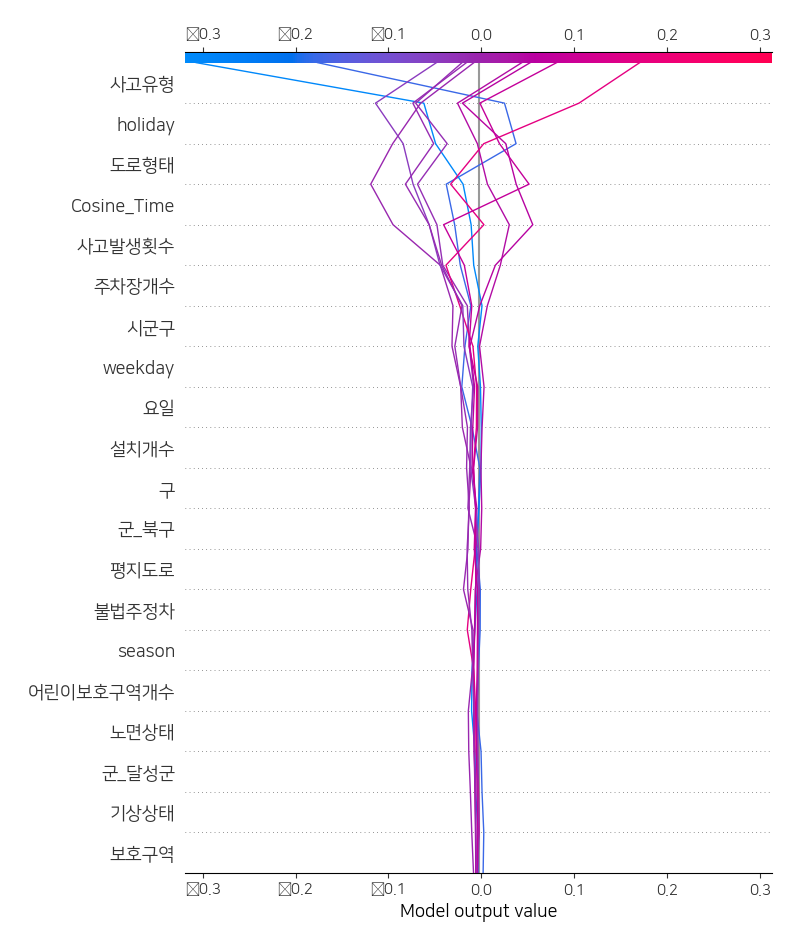 0.3 0.2 0.1 0.0 0.1 0.2 0.3
사고유형
holiday
도로형태
Cosine_Time
사고발생횟수
주차장개수
시군구
weekday
요일
설치개수
구
군_북구
평지도로
불법주정차
season
어린이보호구역개수
노면상태
군_달성군
기상상태
보호구역
0.3 0.2 0.1 0.0 0.1 0.2 0.3
Model output value